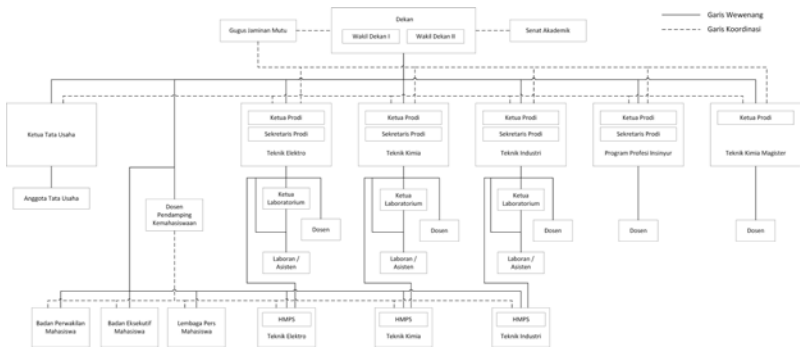 Dekan
Wakil Dekan I
Wakil Dekan II
Gugus Jaminan Mutu
Senat Akademik
Garis Wewenang
Garis Koordinasi
Ketua Tata Usaha
Ketua Prodi
Sekretaris Prodi
Teknik Elektro
Ketua Prodi
Sekretaris Prodi
Teknik Kimia
Ketua Prodi
Sekretaris Prodi
Teknik Industri
Ketua Prodi
Sekretaris Prodi
Program Profesi Insinyur
Ketua Prodi
Teknik Kimia Magister
Anggota Tata Usaha
Dosen
Pendamping
Kemahasiswaan
Ketua
Laboratorium
Dosen
Laboran /
Asisten
Ketua
Laboratorium
Dosen
Laboran /
Asisten
Ketua
Laboratorium
Dosen
Laboran /
Asisten
Dosen
Dosen
Badan Perwakilan
Mahasiswa
Badan Eksekutif
Mahasiswa
Lembaga Pers
Mahasiswa
HMPS
Teknik Elektro
HMPS
Teknik Kimia
HMPS
Teknik Industri